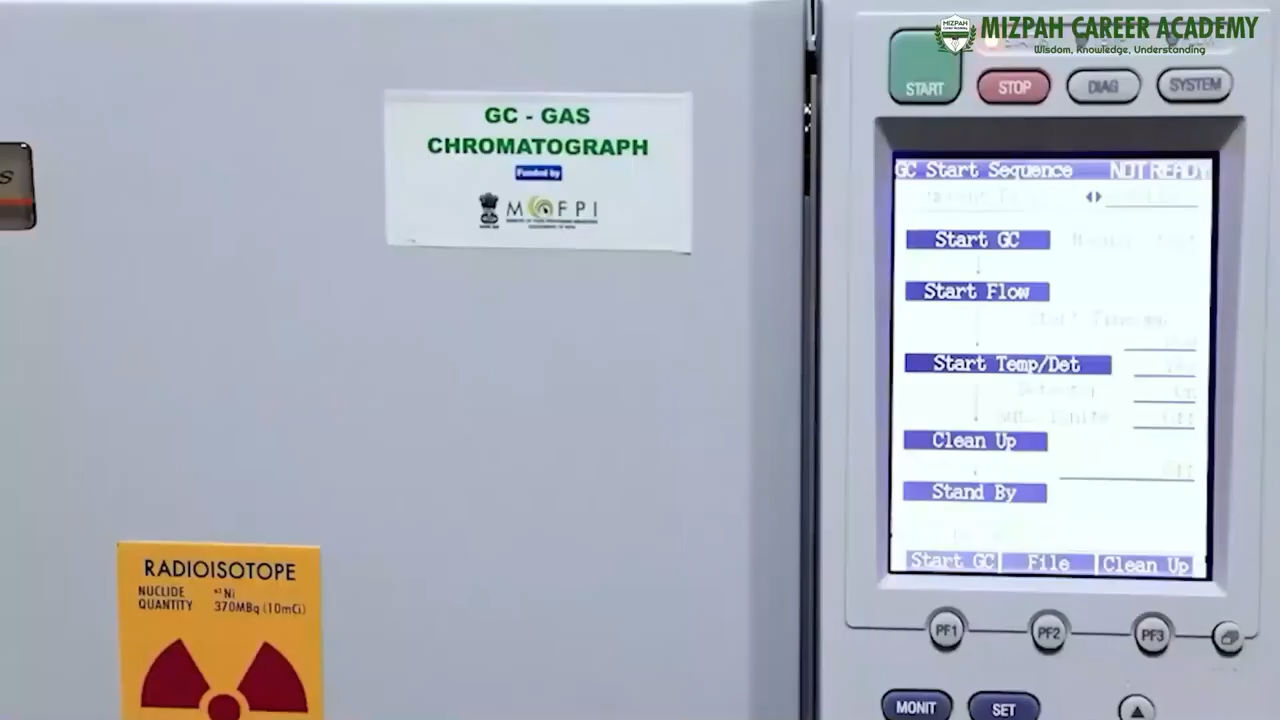 MIZPAH CAREER ACADEMY
Wisdom, Knowledge, Understanding
START
STOP
DIAG
SYSTEM
GC - GAS
CHROMATOGRAPH
Funded by
MOFPI
GC Start Sequence NOT READY
Start GC
Start Flow
Start Temp/Det
Clean Up
Stand By
Start GC File Clean Up
PF1
PF2
PF3
MONIT
SET
RADIOISOTOPE
NUCLIDE ⁶³Ni
QUANTITY 370MBq (10mCi)